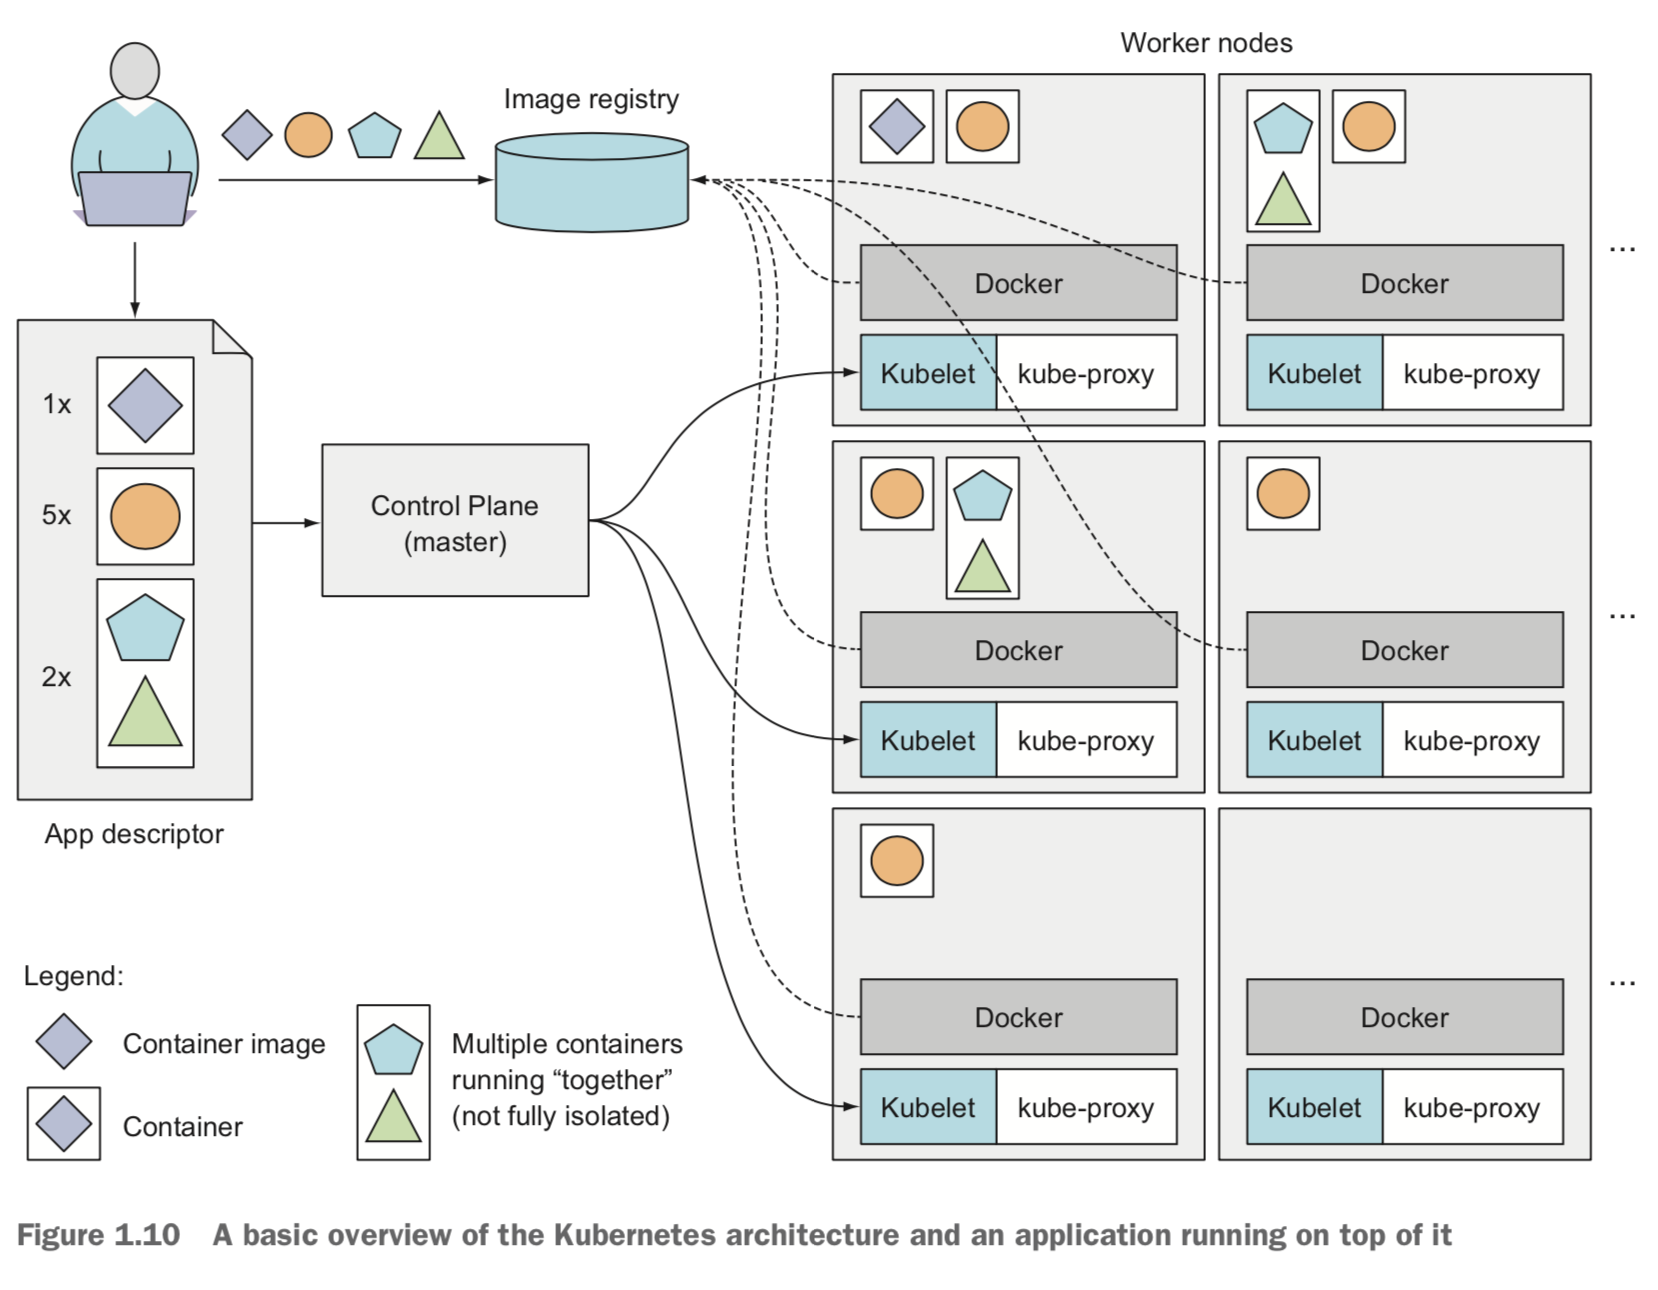 Worker nodes
Image registry
Docker
Kubelet kube-proxy
Docker
Kubelet kube-proxy
...
1x
5x
2x
App descriptor
Control Plane
(master)
Docker
Kubelet kube-proxy
Docker
Kubelet kube-proxy
...
Docker
Kubelet kube-proxy
Docker
Kubelet kube-proxy
...
Legend:
Container image
Container
Multiple containers
running “together”
(not fully isolated)
Figure 1.10 A basic overview of the Kubernetes architecture and an application running on top of it